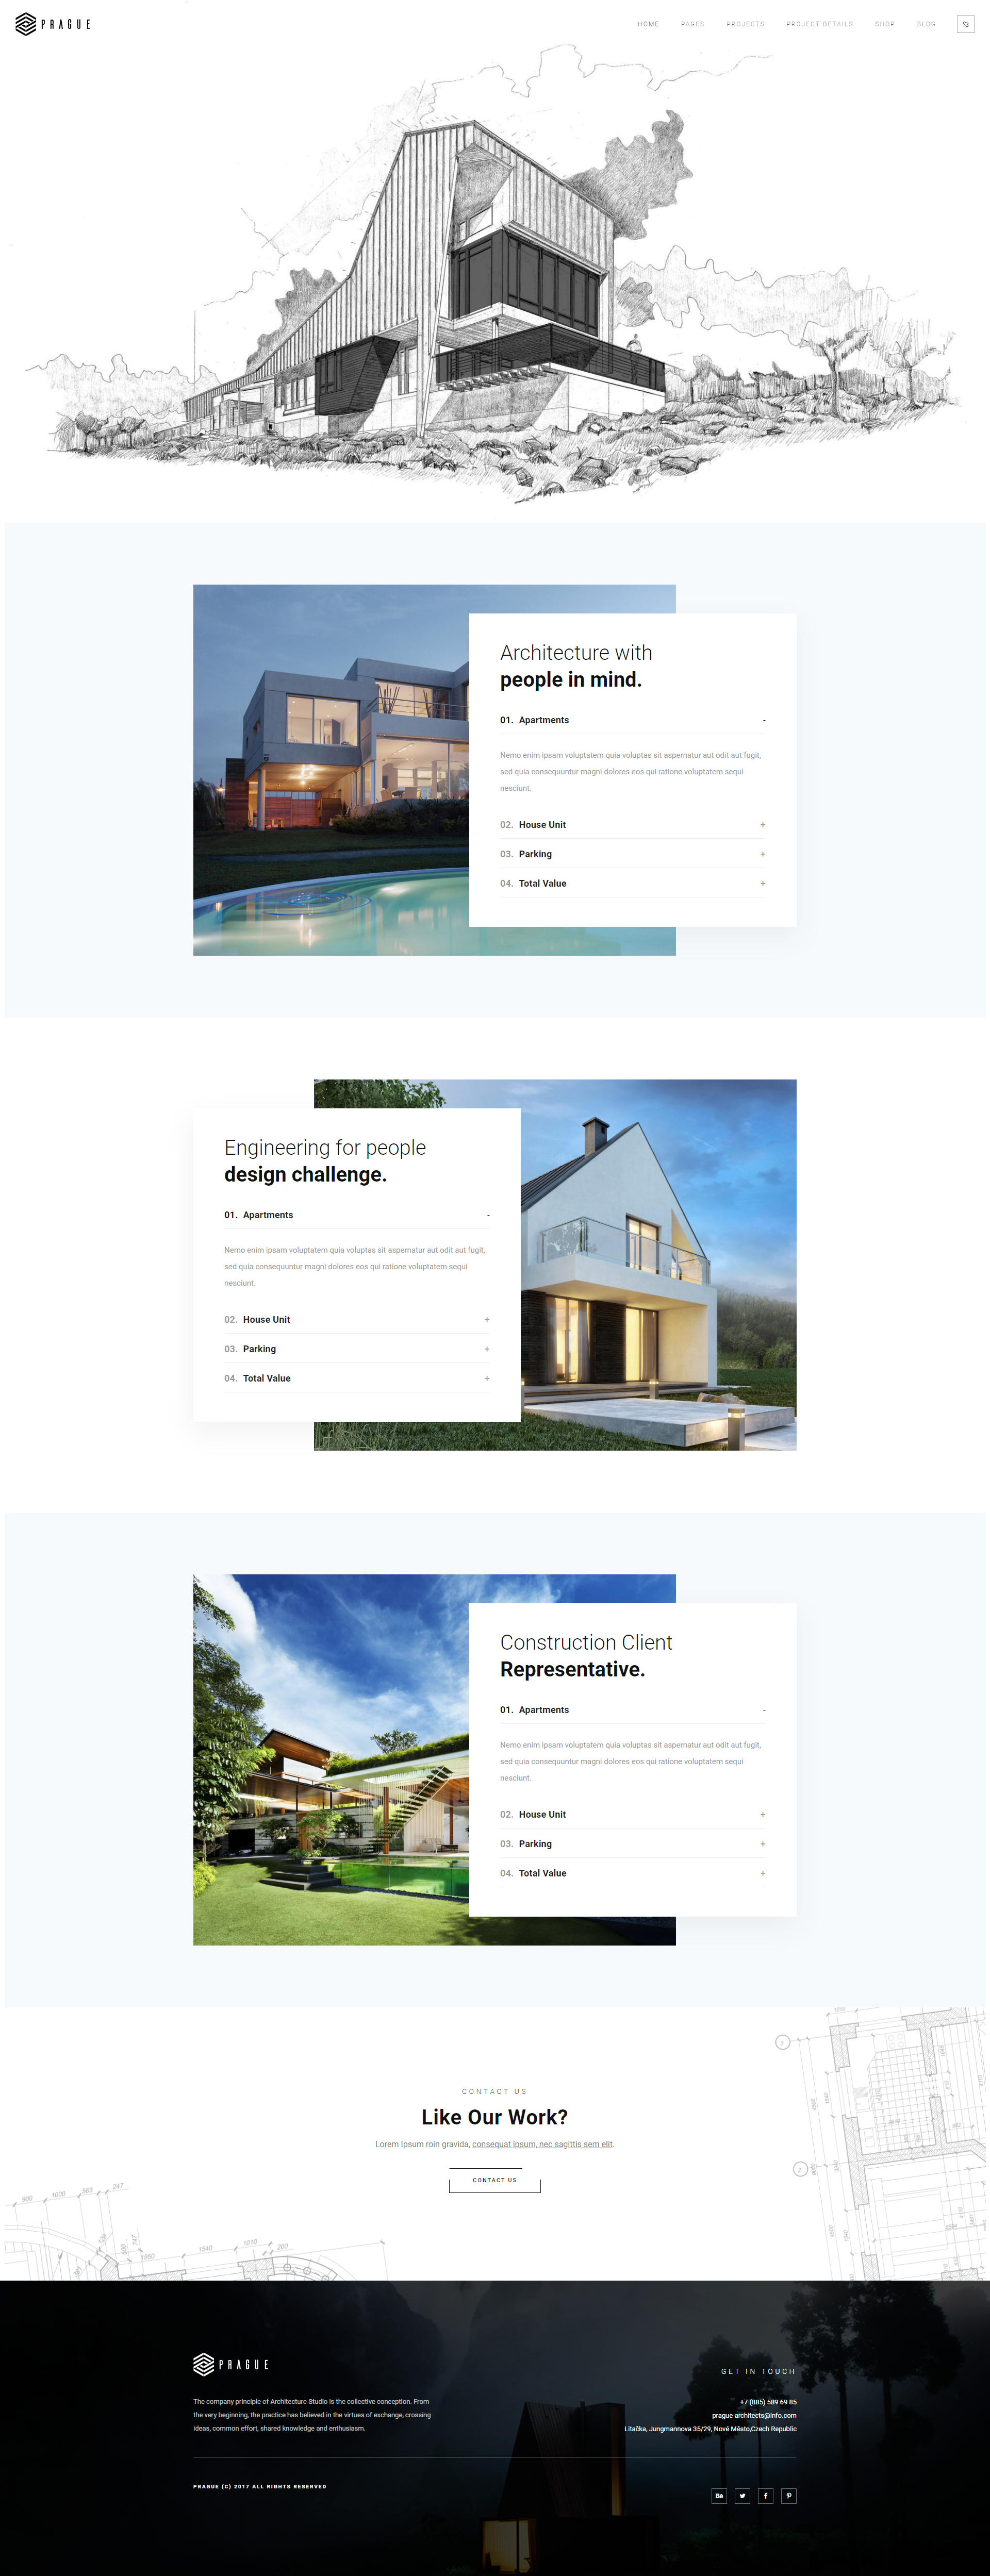 PRAGUE
HOME PAGES PROJECTS PROJECT DETAILS SHOP BLOG
Architecture with
people in mind.
01. Apartments -
Nemo enim ipsam voluptatem quia voluptas sit aspernatur aut odit aut fugit,
sed quia consequuntur magni dolores eos qui ratione voluptatem sequi
nesciunt.
02. House Unit +
03. Parking +
04. Total Value +
Engineering for people
design challenge.
01. Apartments -
Nemo enim ipsam voluptatem quia voluptas sit aspernatur aut odit aut fugit,
sed quia consequuntur magni dolores eos qui ratione voluptatem sequi
nesciunt.
02. House Unit +
03. Parking +
04. Total Value +
Construction Client
Representative.
01. Apartments -
Nemo enim ipsam voluptatem quia voluptas sit aspernatur aut odit aut fugit,
sed quia consequuntur magni dolores eos qui ratione voluptatem sequi
nesciunt.
02. House Unit +
03. Parking +
04. Total Value +
CONTACT US
Like Our Work?
Lorem Ipsum roin gravida, consequat ipsum, nec sagittis sem elit.
CONTACT US
900 1000 563 247
1950 1540 1010 200
PRAGUE
The company principle of Architecture-Studio is the collective conception. From
the very beginning, the practice has believed in the virtues of exchange, crossing
ideas, common effort, shared knowledge and enthusiasm.
GET IN TOUCH
+7 (885) 589 69 85
prague-architects@info.com
Litačka, Jungmannova 35/29, Nové Město,Czech Republic
PRAGUE (C) 2017 ALL RIGHTS RESERVED